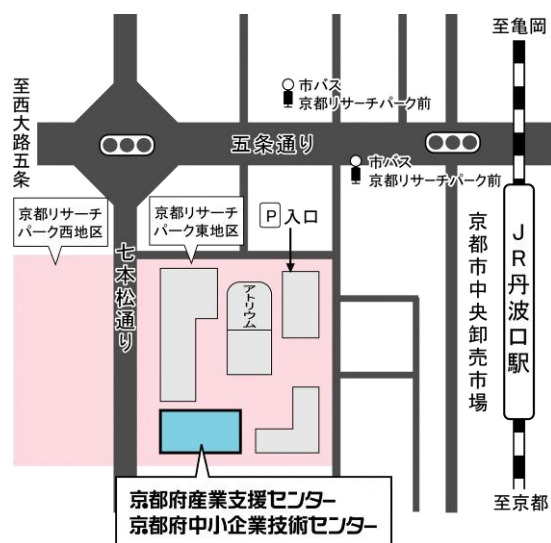 至亀岡
至西大路五条
市バス
京都リサーチパーク前
五条通り
市バス
京都リサーチパーク前
京都リサーチ
パーク西地区
京都リサーチ
パーク東地区
P入口
七本松通り
アトリウム
京都市中央卸売市場
JR丹波口駅
京都府産業支援センター
京都府中小企業技術センター
至京都